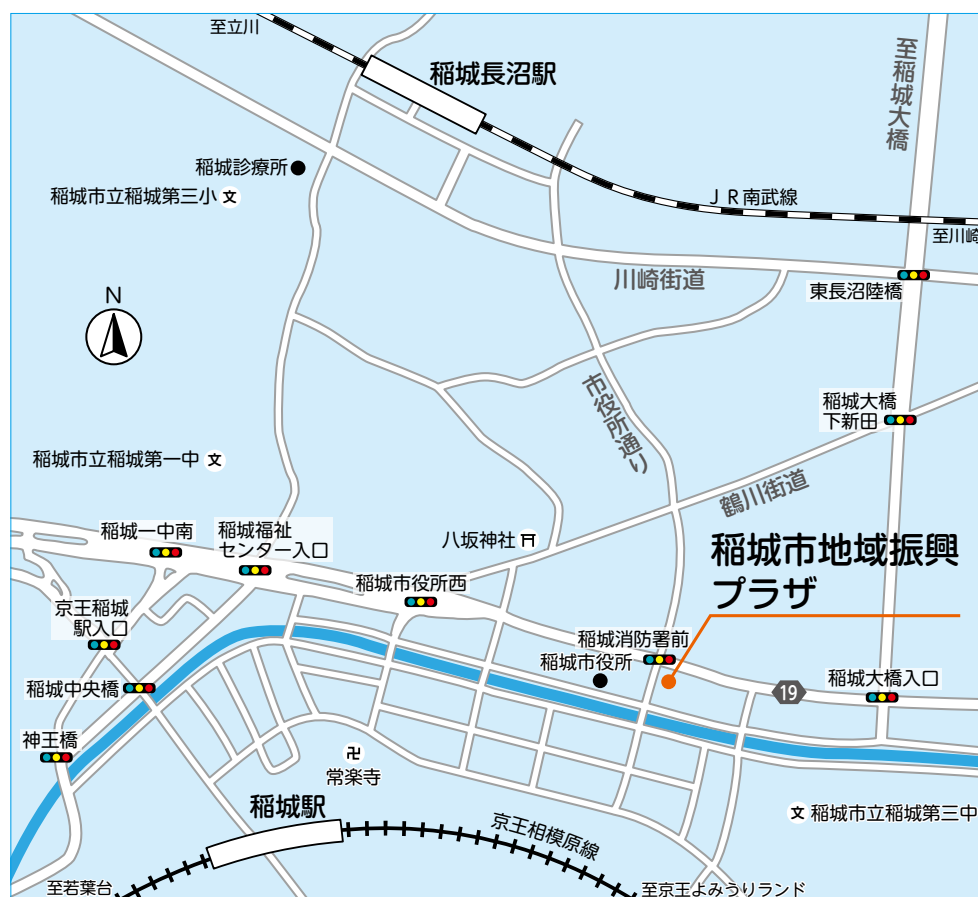 至立川
稲城長沼駅
至稲城大橋
稲城診療所
稲城市立稲城第三小
文
ＪＲ南武線
至川崎
川崎街道
東長沼陸橋
N
市役所通り
稲城大橋
下新田
稲城市立稲城第一中
文
鶴川街道
稲城一中南
稲城福祉
センター入口
八坂神社
稲城市地域振興
プラザ
稲城市役所西
京王稲城
駅入口
稲城消防署前
稲城市役所
稲城中央橋
19
稲城大橋入口
神王橋
卍
常楽寺
稲城駅
京王相模原線
文
稲城市立稲城第三中
至若葉台
至京王よみうりランド